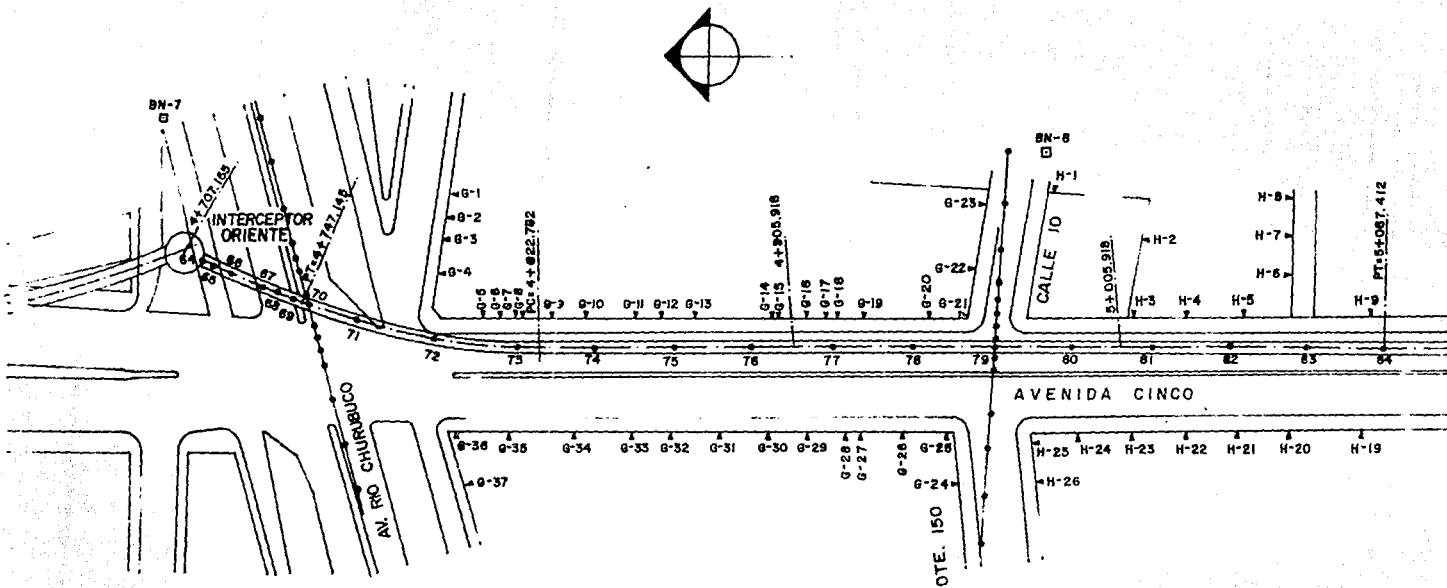 BN-7
4+707.165
INTERCEPTOR
ORIENTE
PT=4+747.145
64
65
66
67
68
69
70
71
72
73
74
75
76
77
78
79
80
81
82
83
84
G-1
G-2
G-3
G-4
G-5
G-6
G-7
G-8
PC=4+822.792
G-9
G-10
G-11
G-12
G-13
G-14
G-15
4+905.918
G-16
G-17
G-18
G-19
G-20
G-21
G-22
G-23
BN-8
H-1
H-2
CALLE 10
5+005.918
H-3
H-4
H-5
H-6
H-7
H-8
H-9
PT=5+067.412
AVENIDA CINCO
AV. RIO CHURUBUCO
G-36
G-35
G-34
G-33
G-32
G-31
G-30
G-29
G-28
G-27
G-26
G-25
G-37
G-24
OTE. 150
H-25
H-24
H-23
H-22
H-21
H-20
H-19
H-26